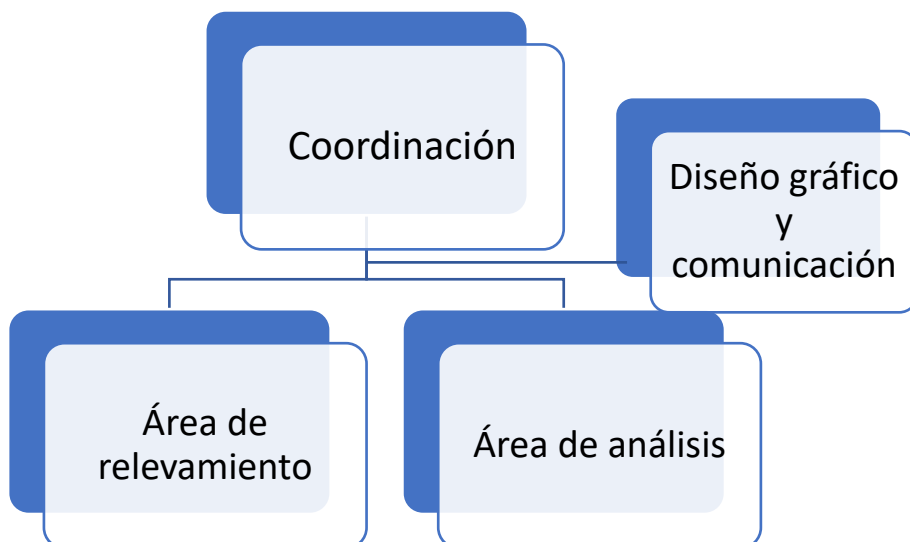 Coordinación
Diseño gráfico
y
comunicación
Área de
relevamiento
Área de análisis